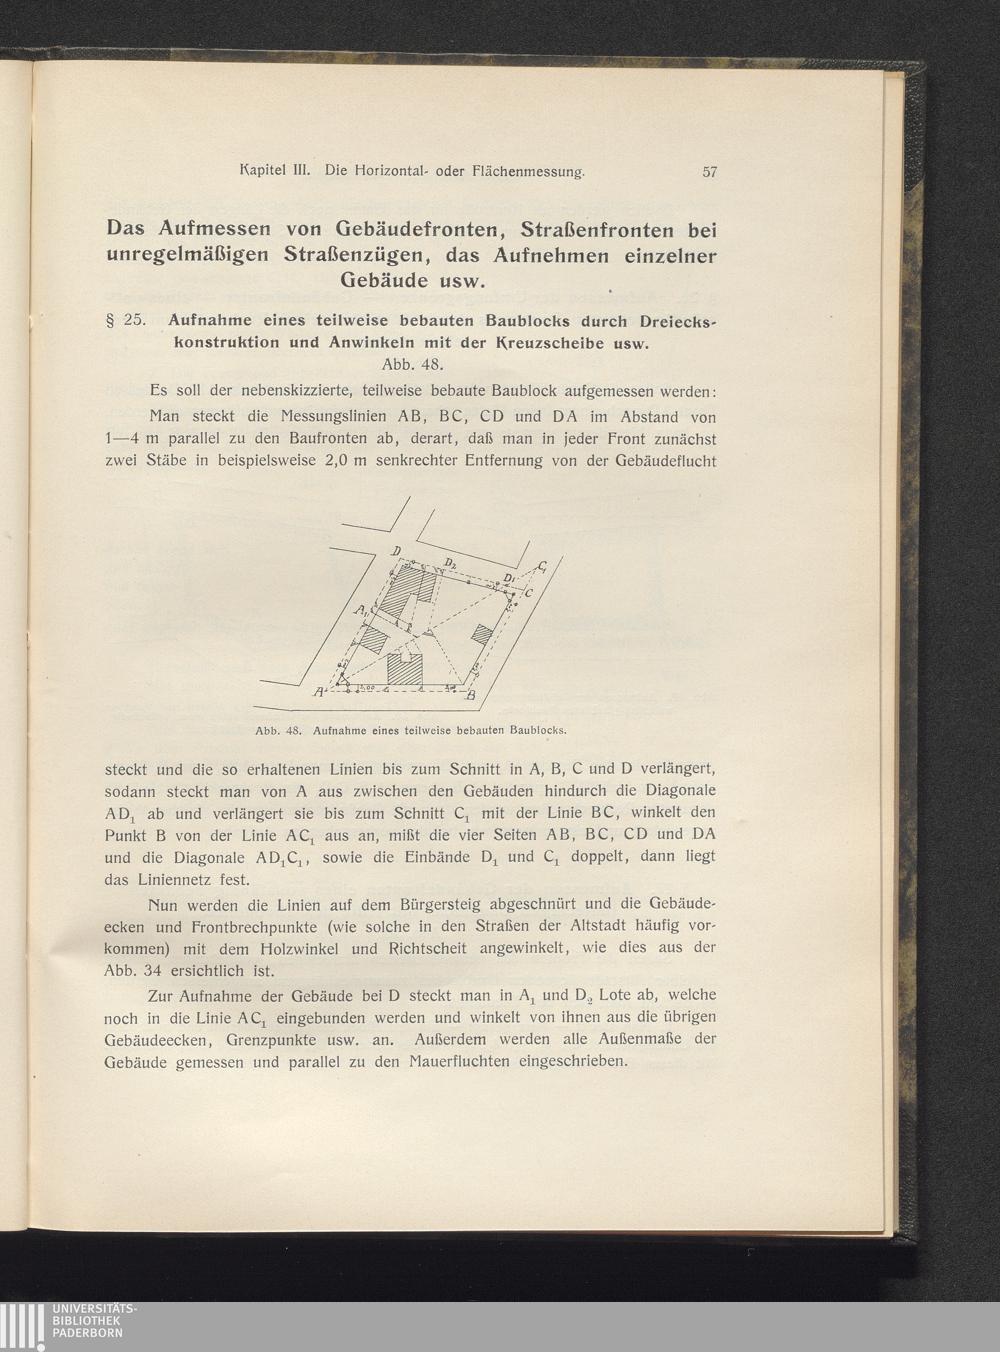 Kapitel III. Die Horizontal- oder Flächenmessung. 57
Das Aufmessen von Gebäudefronten, Straßenfronten bei
unregelmäßigen Straßenzügen, das Aufnehmen einzelner
Gebäude usw.
§ 25. Aufnahme eines teilweise bebauten Baublocks durch Dreiecks-
konstruktion und Anwinkeln mit der Kreuzscheibe usw.
Abb. 48.
Es soll der nebenskizzierte, teilweise bebaute Baublock aufgemessen werden:
Man steckt die Messungslinien AB, BC, CD und DA im Abstand von
1—4 m parallel zu den Baufronten ab, derart, daß man in jeder Front zunächst
zwei Stäbe in beispielsweise 2,0 m senkrechter Entfernung von der Gebäudeflucht
D
D₂
D₁
C₁
C
A₁
A
2,00
B
Abb. 48. Aufnahme eines teilweise bebauten Baublocks.
steckt und die so erhaltenen Linien bis zum Schnitt in A, B, C und D verlängert,
sodann steckt man von A aus zwischen den Gebäuden hindurch die Diagonale
AD₁ ab und verlängert sie bis zum Schnitt C₁ mit der Linie BC, winkelt den
Punkt B von der Linie AC₁ aus an, mißt die vier Seiten AB, BC, CD und DA
und die Diagonale AD₁C₁, sowie die Einbände D₁ und C₁ doppelt, dann liegt
das Liniennetz fest.
Nun werden die Linien auf dem Bürgersteig abgeschnürt und die Gebäude-
ecken und Frontbrechpunkte (wie solche in den Straßen der Altstadt häufig vor-
kommen) mit dem Holzwinkel und Richtscheit angewinkelt, wie dies aus der
Abb. 34 ersichtlich ist.
Zur Aufnahme der Gebäude bei D steckt man in A₁ und D₂ Lote ab, welche
noch in die Linie AC₁ eingebunden werden und winkelt von ihnen aus die übrigen
Gebäudeecken, Grenzpunkte usw. an. Außerdem werden alle Außenmaße der
Gebäude gemessen und parallel zu den Mauerfluchten eingeschrieben.
UNIVERSITÄTS-
BIBLIOTHEK
PADERBORN